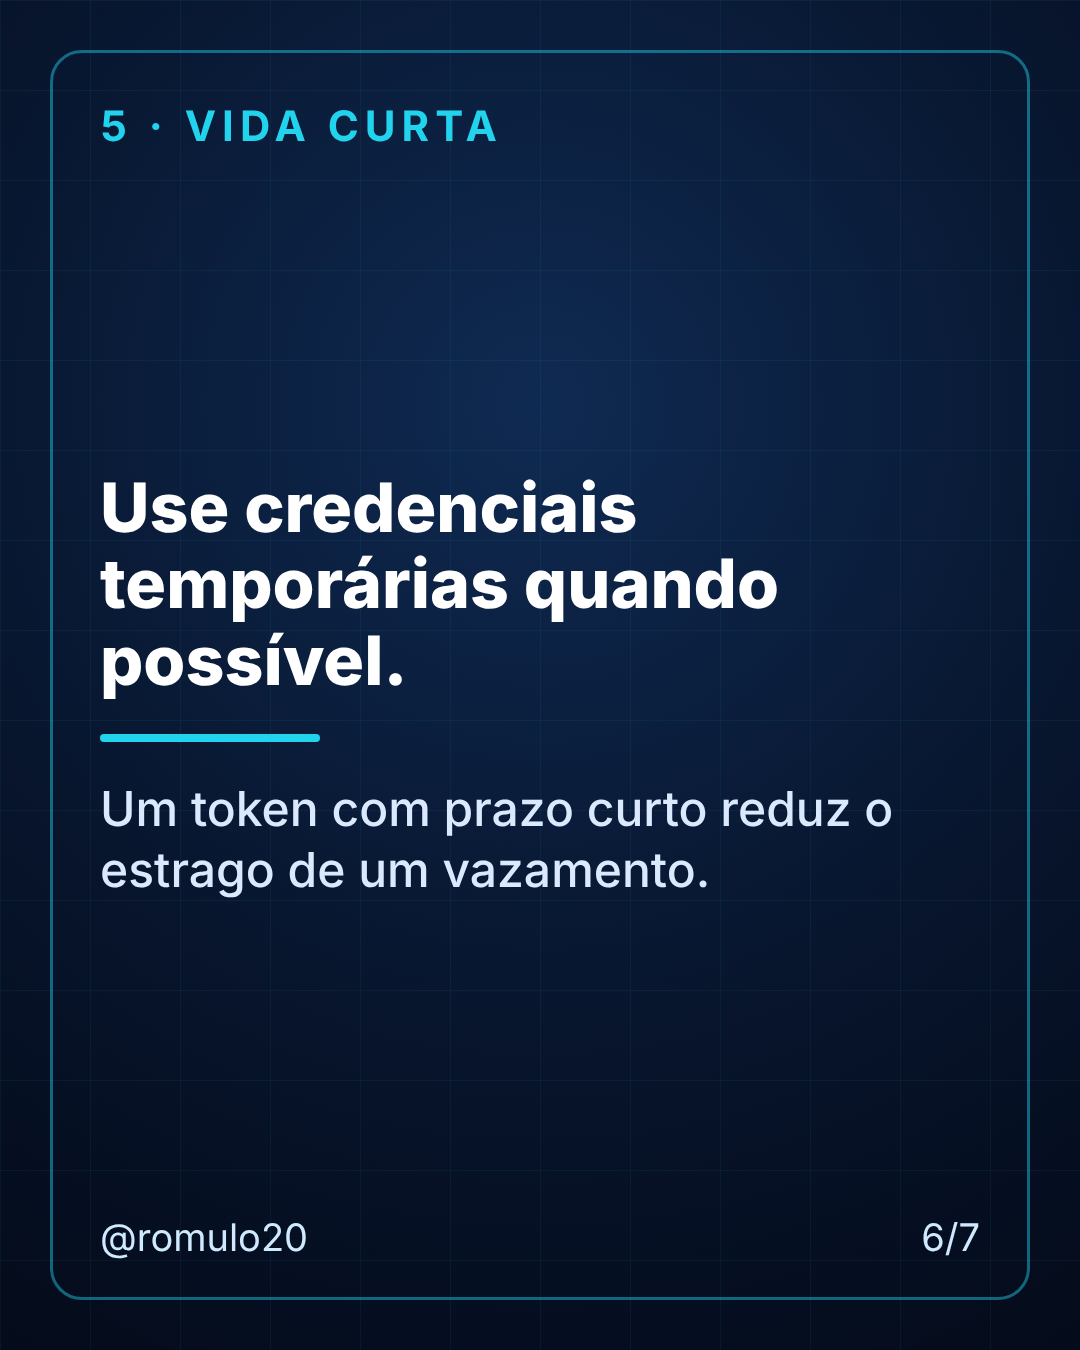 5 · VIDA CURTA
Use credenciais
temporárias quando
possível.
Um token com prazo curto reduz o
estrago de um vazamento.
@romulo20
6/7